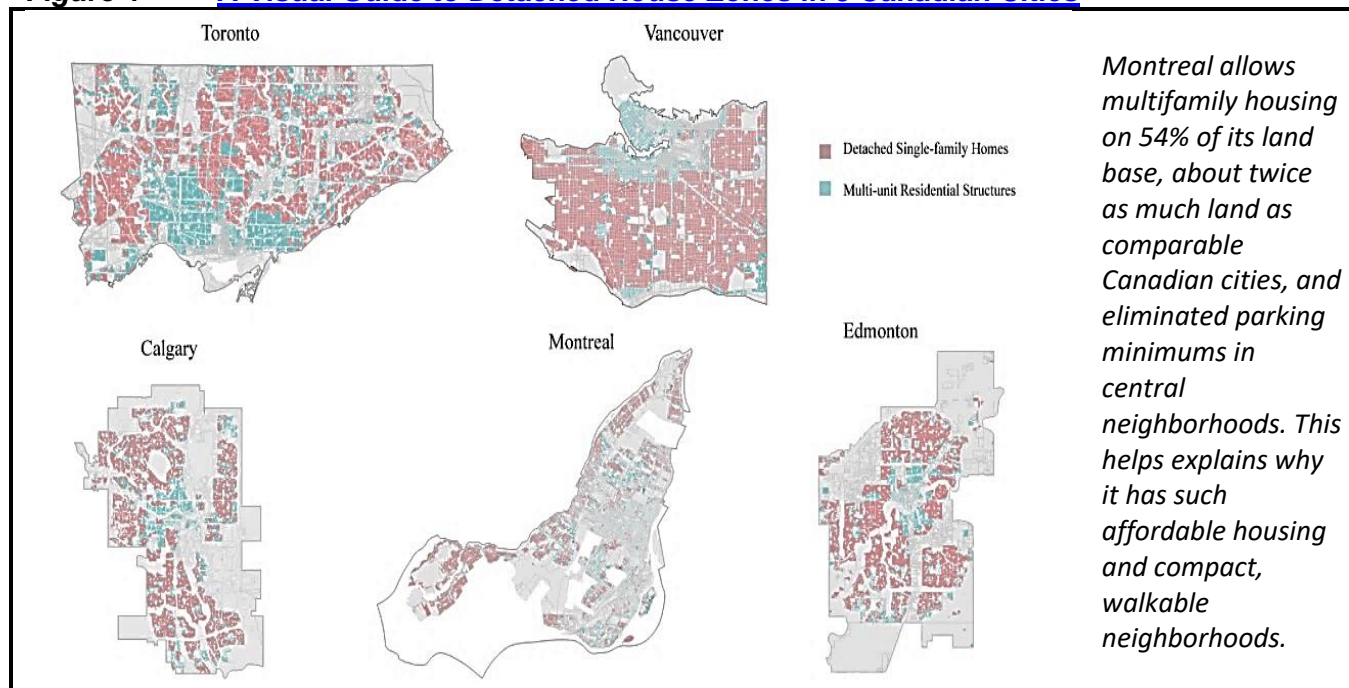 Toronto
Vancouver
Detached Single-family Homes
Multi-unit Residential Structures
Calgary
Montreal
Edmonton
Montreal allows
multifamily housing
on 54% of its land
base, about twice
as much land as
comparable
Canadian cities, and
eliminated parking
minimums in
central
neighborhoods. This
helps explains why
it has such
affordable housing
and compact,
walkable
neighborhoods.